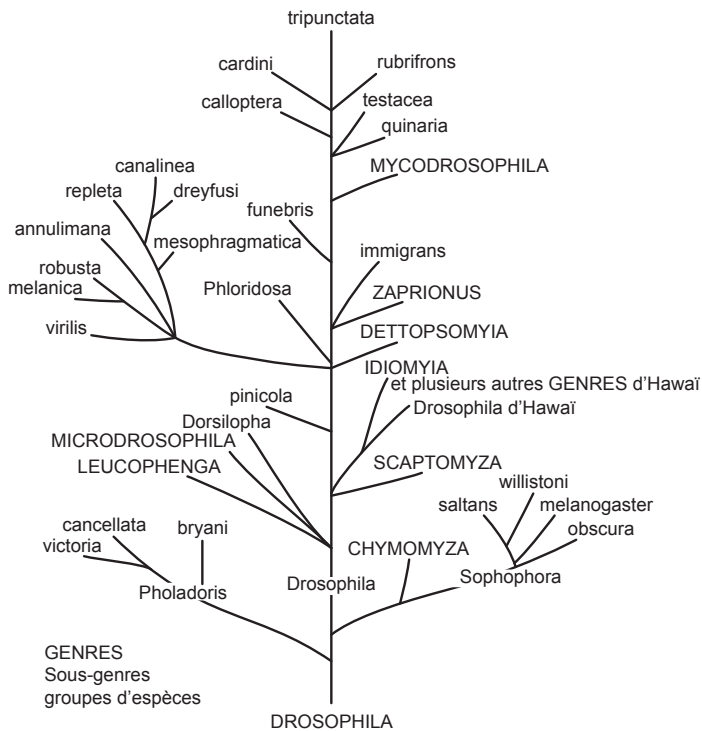 tripunctata
cardini
rubrifrons
calloptera
testacea
quinaria
canalinea
MYCODROSOPHILA
repleta
dreyfusi
funebris
annulimana
mesophragmatica
immigrans
robusta
melanica
Phloridosa
ZAPRIONUS
virilis
DETTOPSOMYIA
IDIOMYIA
et plusieurs autres GENRES d’Hawaï
pinicola
Drosophila d’Hawaï
Dorsilopha
MICRODROSOPHILA
LEUCOPHENGA
SCAPTOMYZA
willistoni
saltans
melanogaster
cancellata
bryani
obscura
victoria
CHYMOMYZA
Pholadoris
Drosophila
Sophophora
GENRES
Sous-genres
groupes d’espèces
DROSOPHILA